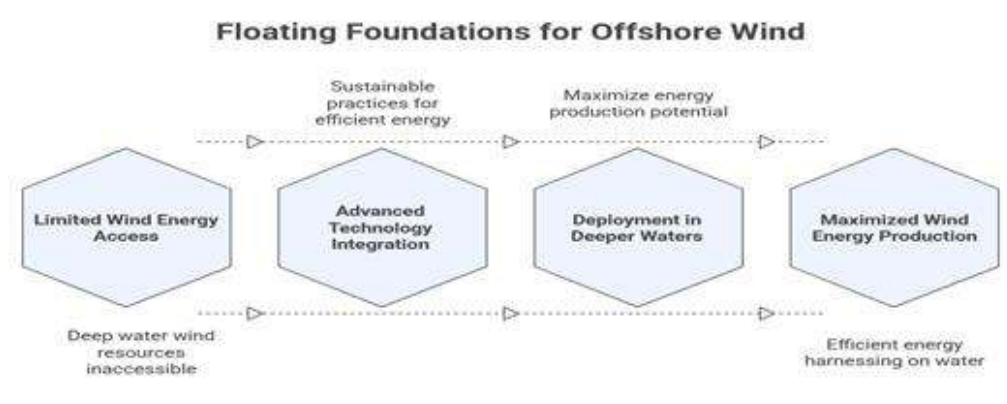 Floating Foundations for Offshore Wind
Sustainable
practices for
efficient energy
Maximize energy
production potential
Limited Wind Energy
Access
Advanced
Technology
Integration
Deployment in
Deeper Waters
Maximized Wind
Energy Production
Deep water wind
resources
inaccessible
Efficient energy
harnessing on water